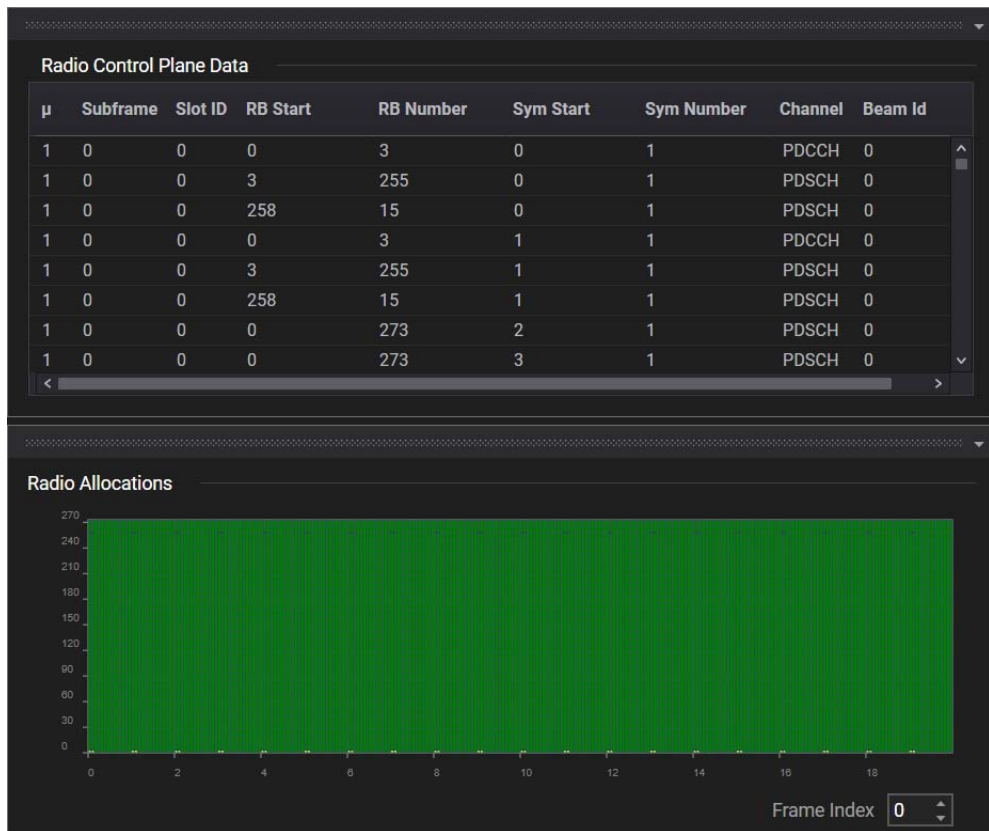 Radio Control Plane Data
µ Subframe Slot ID RB Start RB Number Sym Start Sym Number Channel Beam Id
1 0 0 0 3 0 1 PDCCH 0
1 0 0 3 255 0 1 PDSCH 0
1 0 0 258 15 0 1 PDSCH 0
1 0 0 0 3 1 1 PDCCH 0
1 0 0 3 255 1 1 PDSCH 0
1 0 0 258 15 1 1 PDSCH 0
1 0 0 0 273 2 1 PDSCH 0
1 0 0 0 273 3 1 PDSCH 0
Radio Allocations
270
240
210
180
150
120
90
60
30
0
0 2 4 6 8 10 12 14 16 18
Frame Index 0